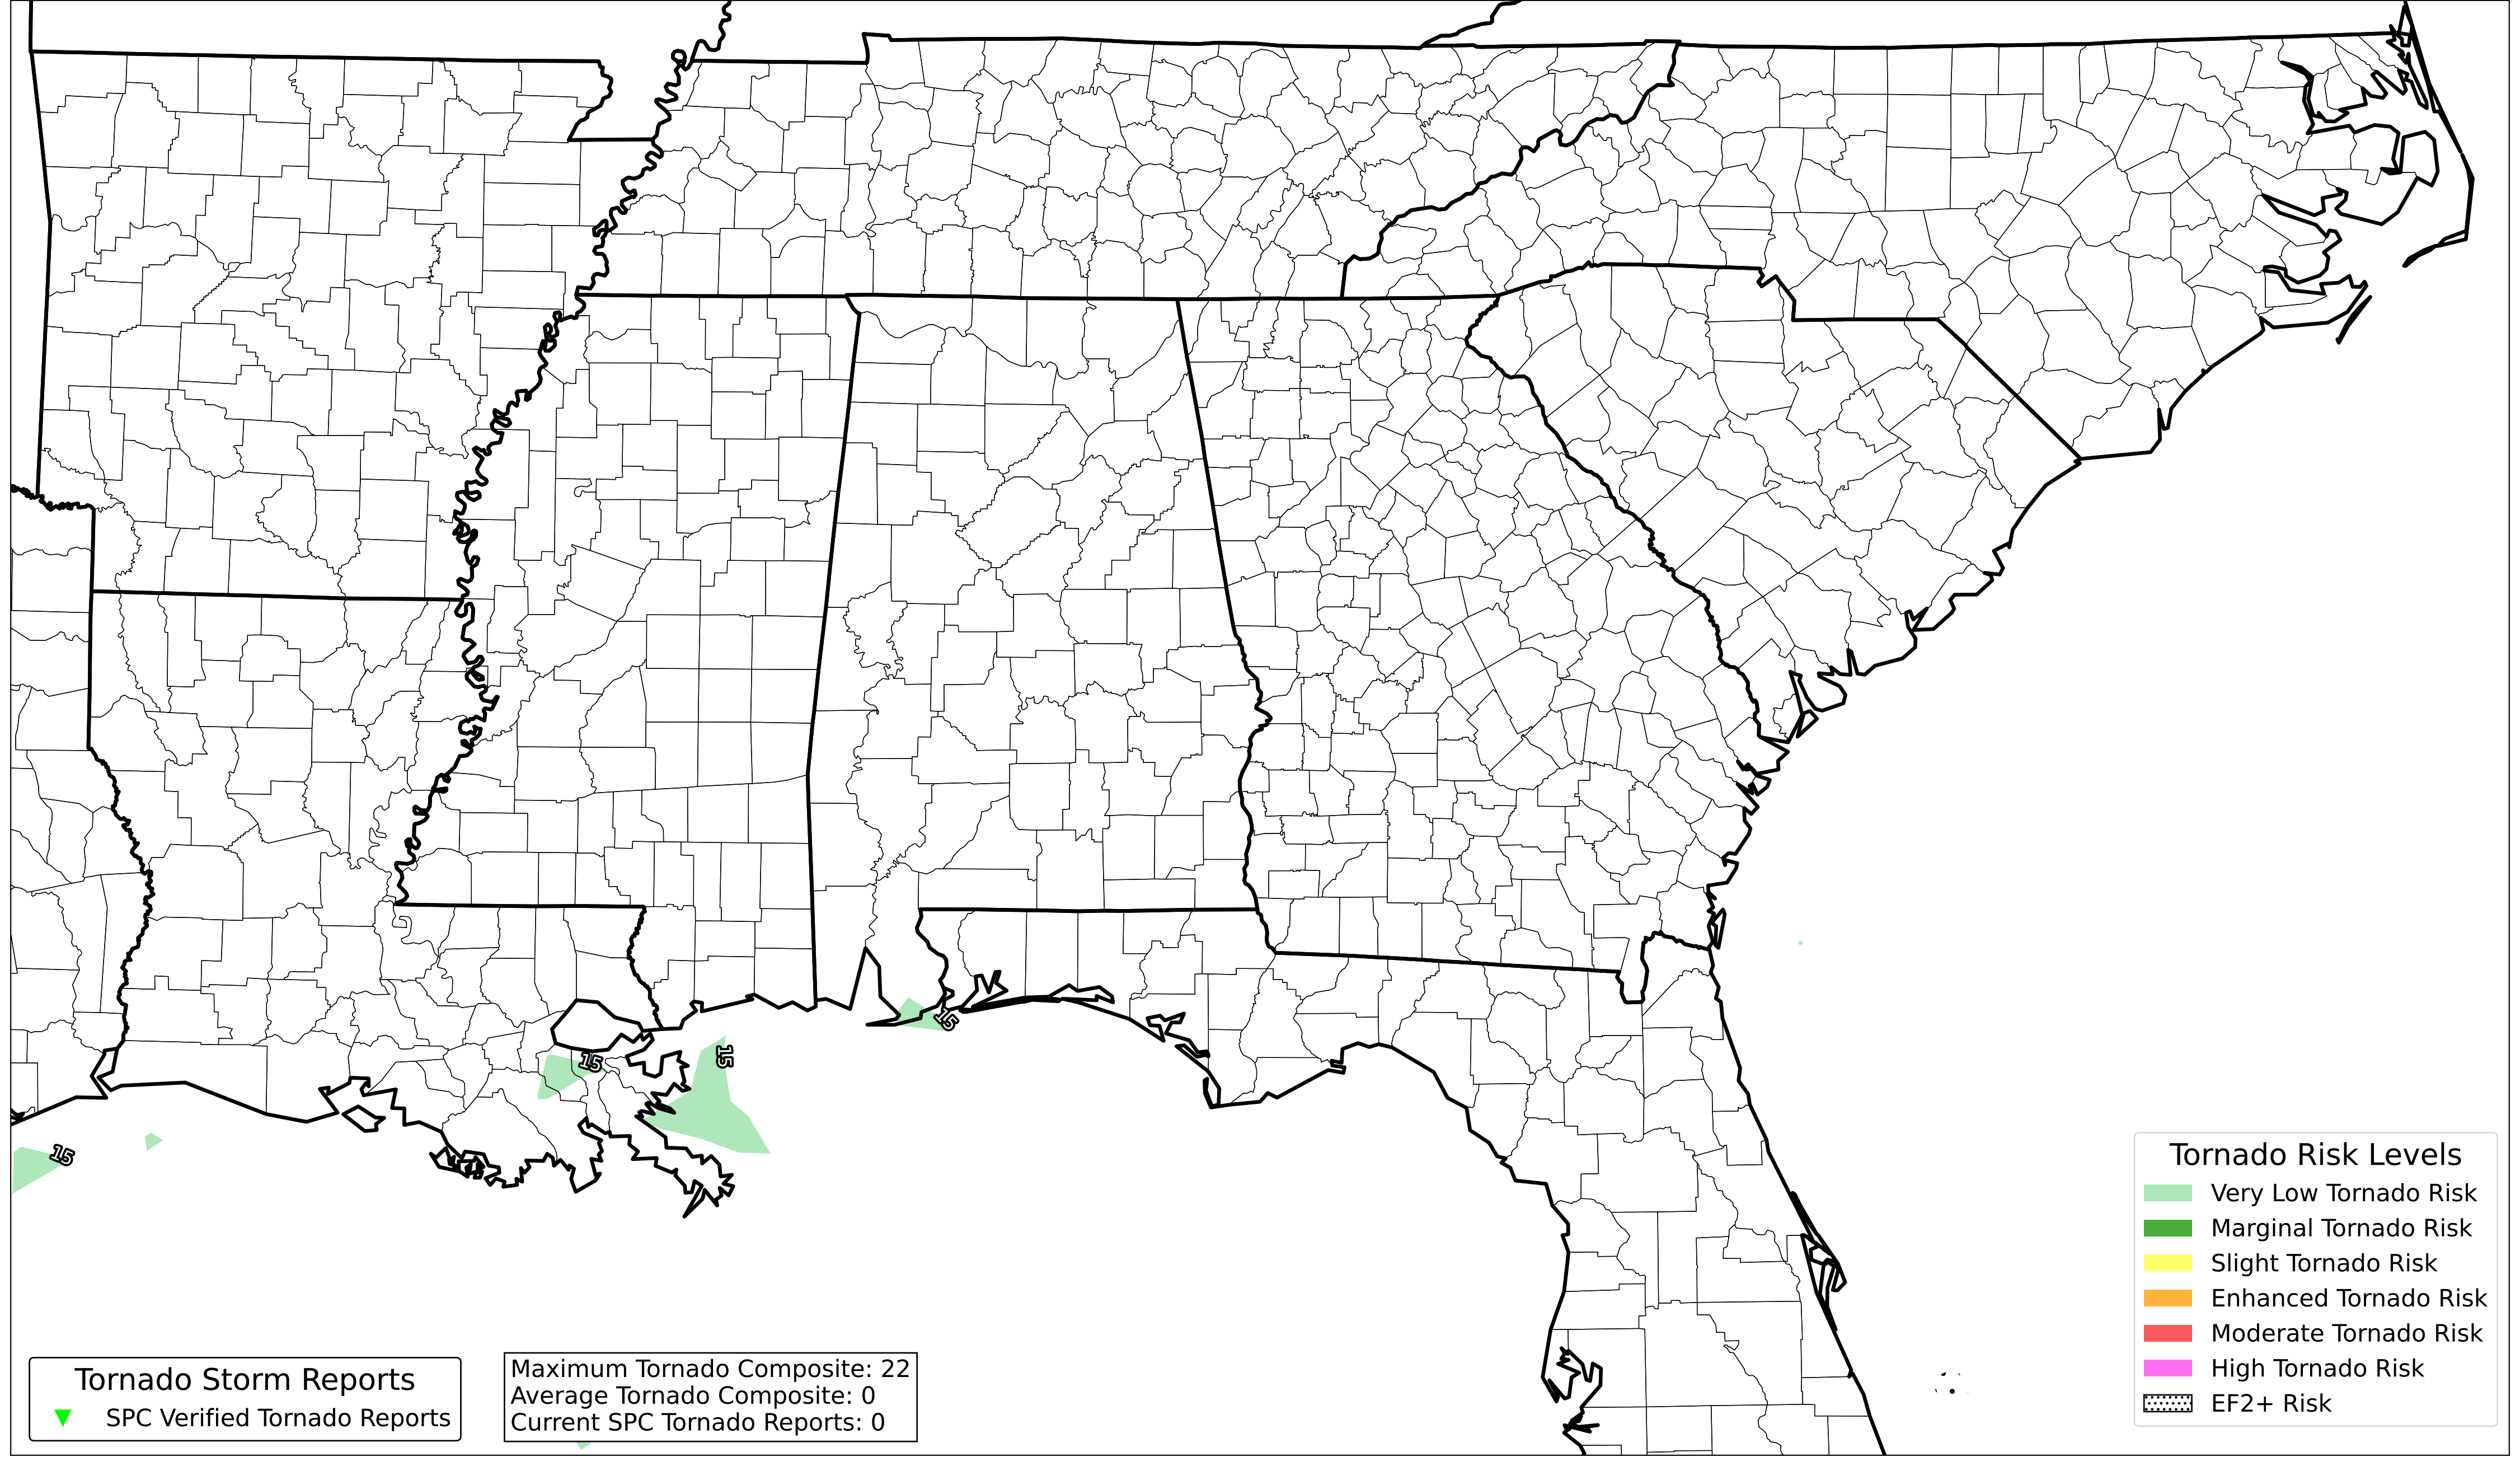 15
15
15
15
Tornado Risk Levels
Very Low Tornado Risk
Marginal Tornado Risk
Slight Tornado Risk
Enhanced Tornado Risk
Moderate Tornado Risk
High Tornado Risk
EF2+ Risk
Tornado Storm Reports
SPC Verified Tornado Reports
Maximum Tornado Composite: 22
Average Tornado Composite: 0
Current SPC Tornado Reports: 0